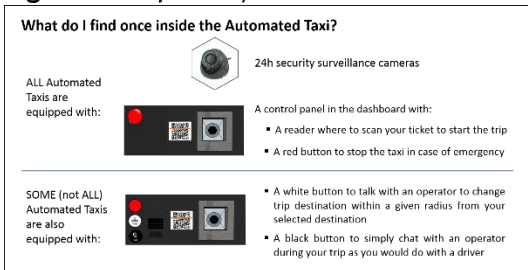 What do I find once inside the Automated Taxi?
24h security surveillance cameras
ALL Automated
Taxis are
equipped with:
A control panel in the dashboard with:
▪ A reader where to scan your ticket to start the trip
▪ A red button to stop the taxi in case of emergency
SOME (not ALL)
Automated Taxis
are also
equipped with:
▪ A white button to talk with an operator to change
trip destination within a given radius from your
selected destination
▪ A black button to simply chat with an operator
during your trip as you would do with a driver